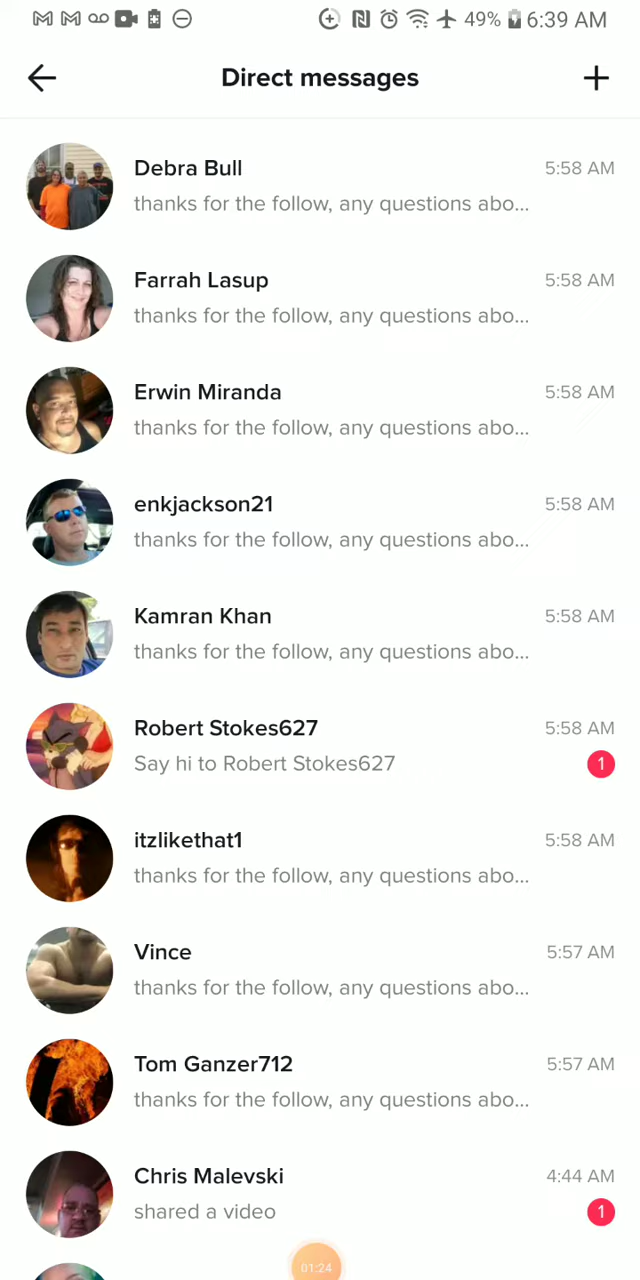 49% 6:39 AM
Direct messages
Debra Bull 5:58 AM
thanks for the follow, any questions abo...
Farrah Lasup 5:58 AM
thanks for the follow, any questions abo...
Erwin Miranda 5:58 AM
thanks for the follow, any questions abo...
enkjackson21 5:58 AM
thanks for the follow, any questions abo...
Kamran Khan 5:58 AM
thanks for the follow, any questions abo...
Robert Stokes627 5:58 AM
Say hi to Robert Stokes627 1
itzlikethat1 5:58 AM
thanks for the follow, any questions abo...
Vince 5:57 AM
thanks for the follow, any questions abo...
Tom Ganzer712 5:57 AM
thanks for the follow, any questions abo...
Chris Malevski 4:44 AM
shared a video 1
01:24